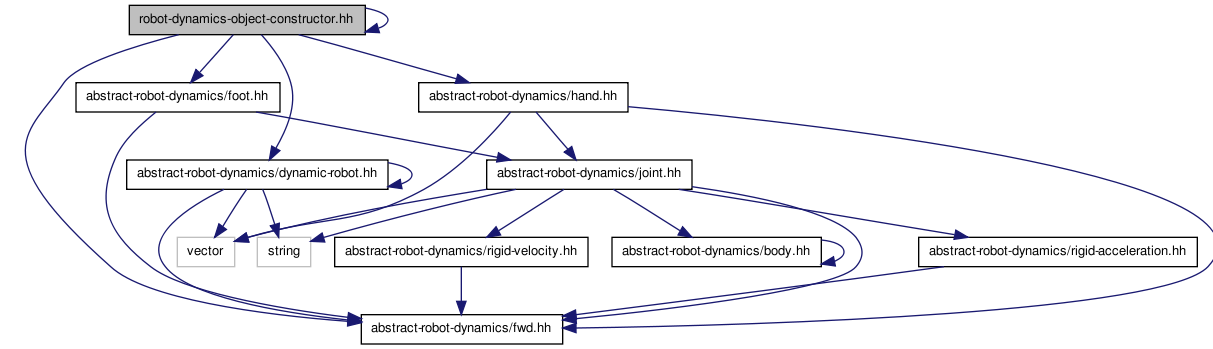 robot-dynamics-object-constructor.hh
abstract-robot-dynamics/foot.hh
abstract-robot-dynamics/hand.hh
abstract-robot-dynamics/dynamic-robot.hh
abstract-robot-dynamics/joint.hh
vector
string
abstract-robot-dynamics/rigid-velocity.hh
abstract-robot-dynamics/body.hh
abstract-robot-dynamics/rigid-acceleration.hh
abstract-robot-dynamics/fwd.hh